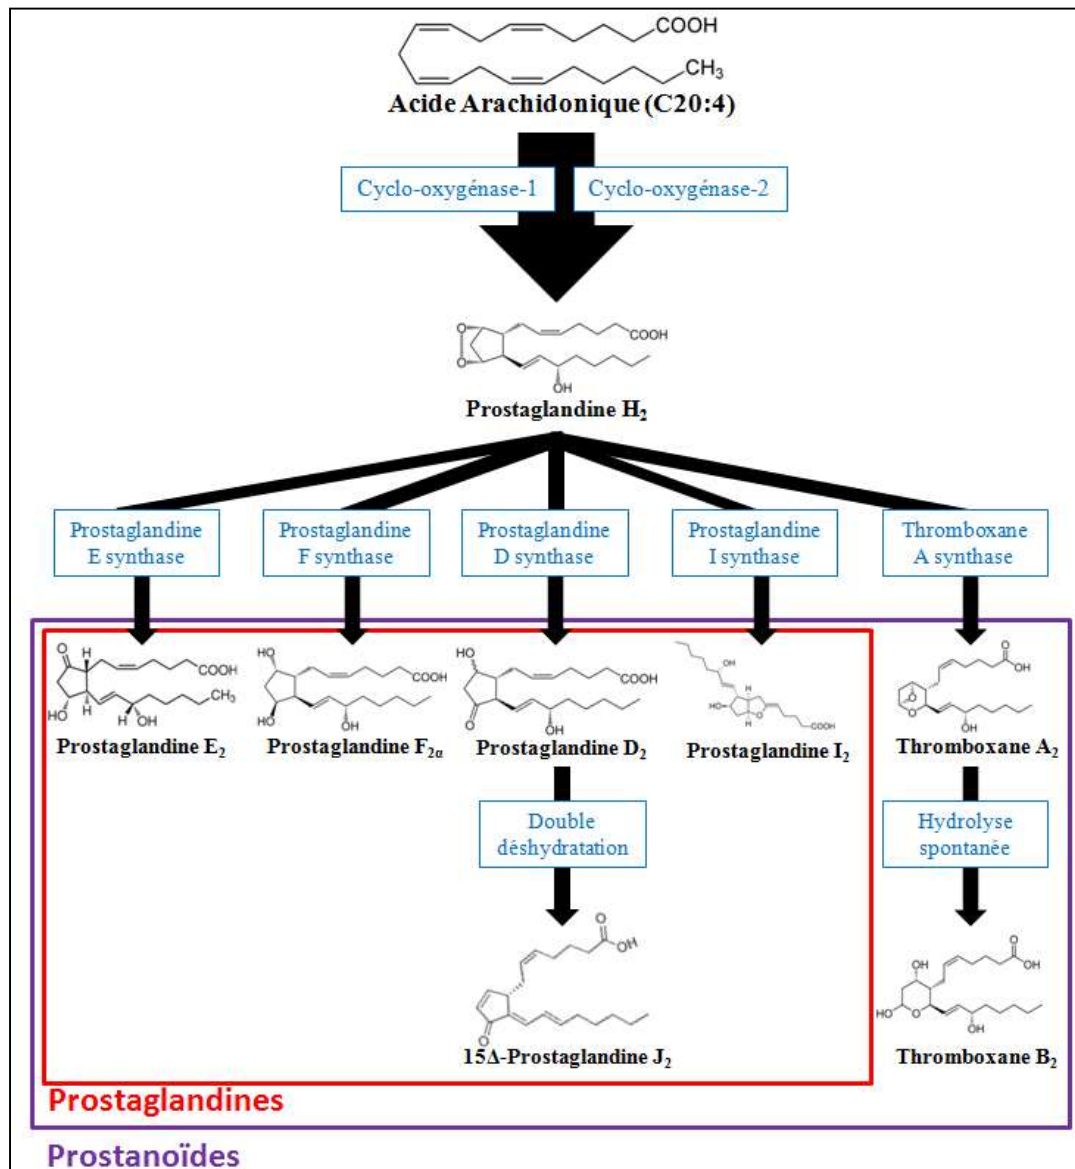 COOH
CH₃
Acide Arachidonique (C20:4)
Cyclo-oxygénase-1
Cyclo-oxygénase-2
O
O
COOH
OH
Prostaglandine H₂
Prostaglandine
E synthase
Prostaglandine
F synthase
Prostaglandine
D synthase
Prostaglandine
I synthase
Thromboxane
A synthase
O
H
COOH
CH₃
HO
H
OH
Prostaglandine E₂
HO
COOH
HO
OH
Prostaglandine F₂α
HO
COOH
O
OH
Prostaglandine D₂
OH
H
HO
H
O
COOH
Prostaglandine I₂
O
OH
O
O
OH
Thromboxane A₂
Double
déshydratation
Hydrolyse
spontanée
O
OH
O
15Δ-Prostaglandine J₂
O
OH
OH
HO
O
OH
Thromboxane B₂
Prostaglandines
Prostanoïdes